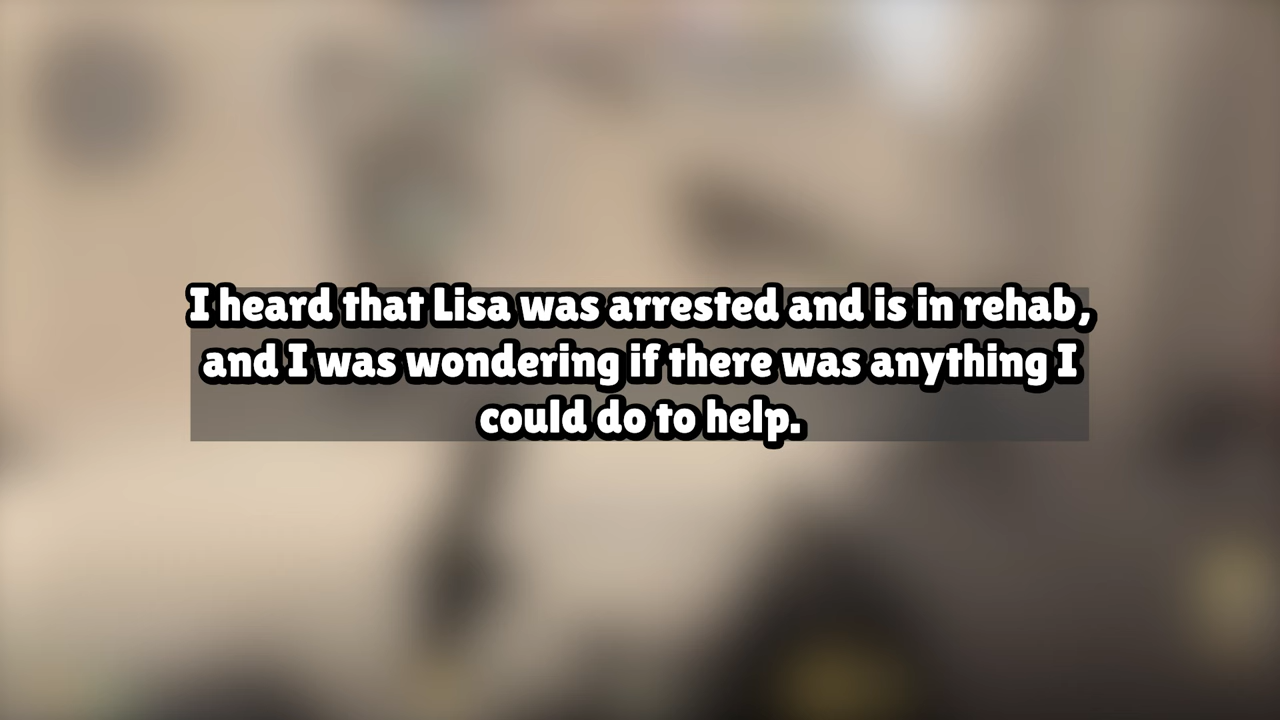 I heard that Lisa was arrested and is in rehab,
and I was wondering if there was anything I
could do to help.